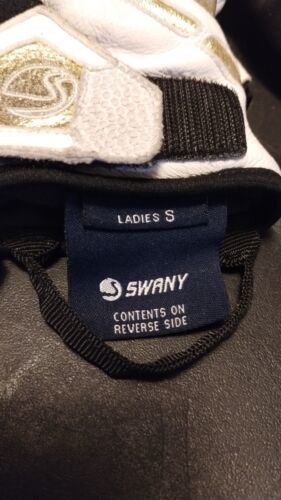 LADIES S
SWANY
CONTENTS ON
REVERSE SIDE